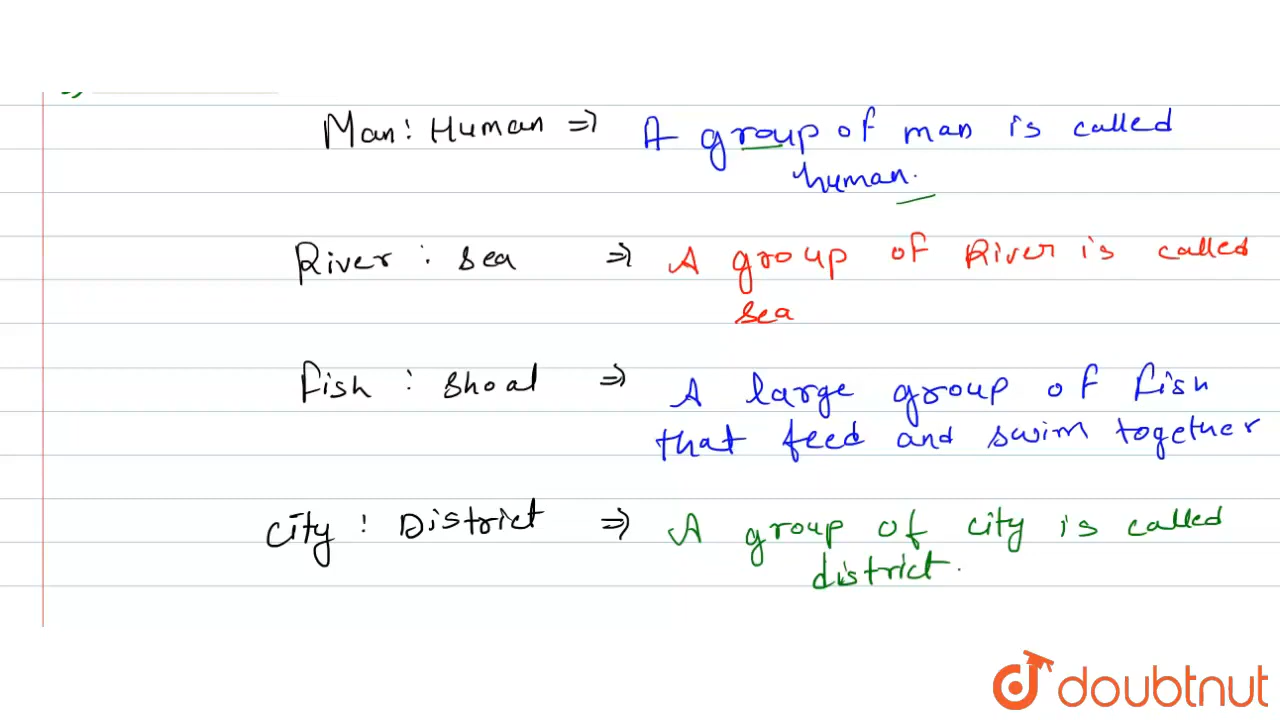 Man : Human ⇒ A group of man is called
human.
River : Sea ⇒ A group of River is called
sea
Fish : Shoal ⇒ A large group of fish
that feed and swim together
City : District ⇒ A group of city is called
district.
doubtnut